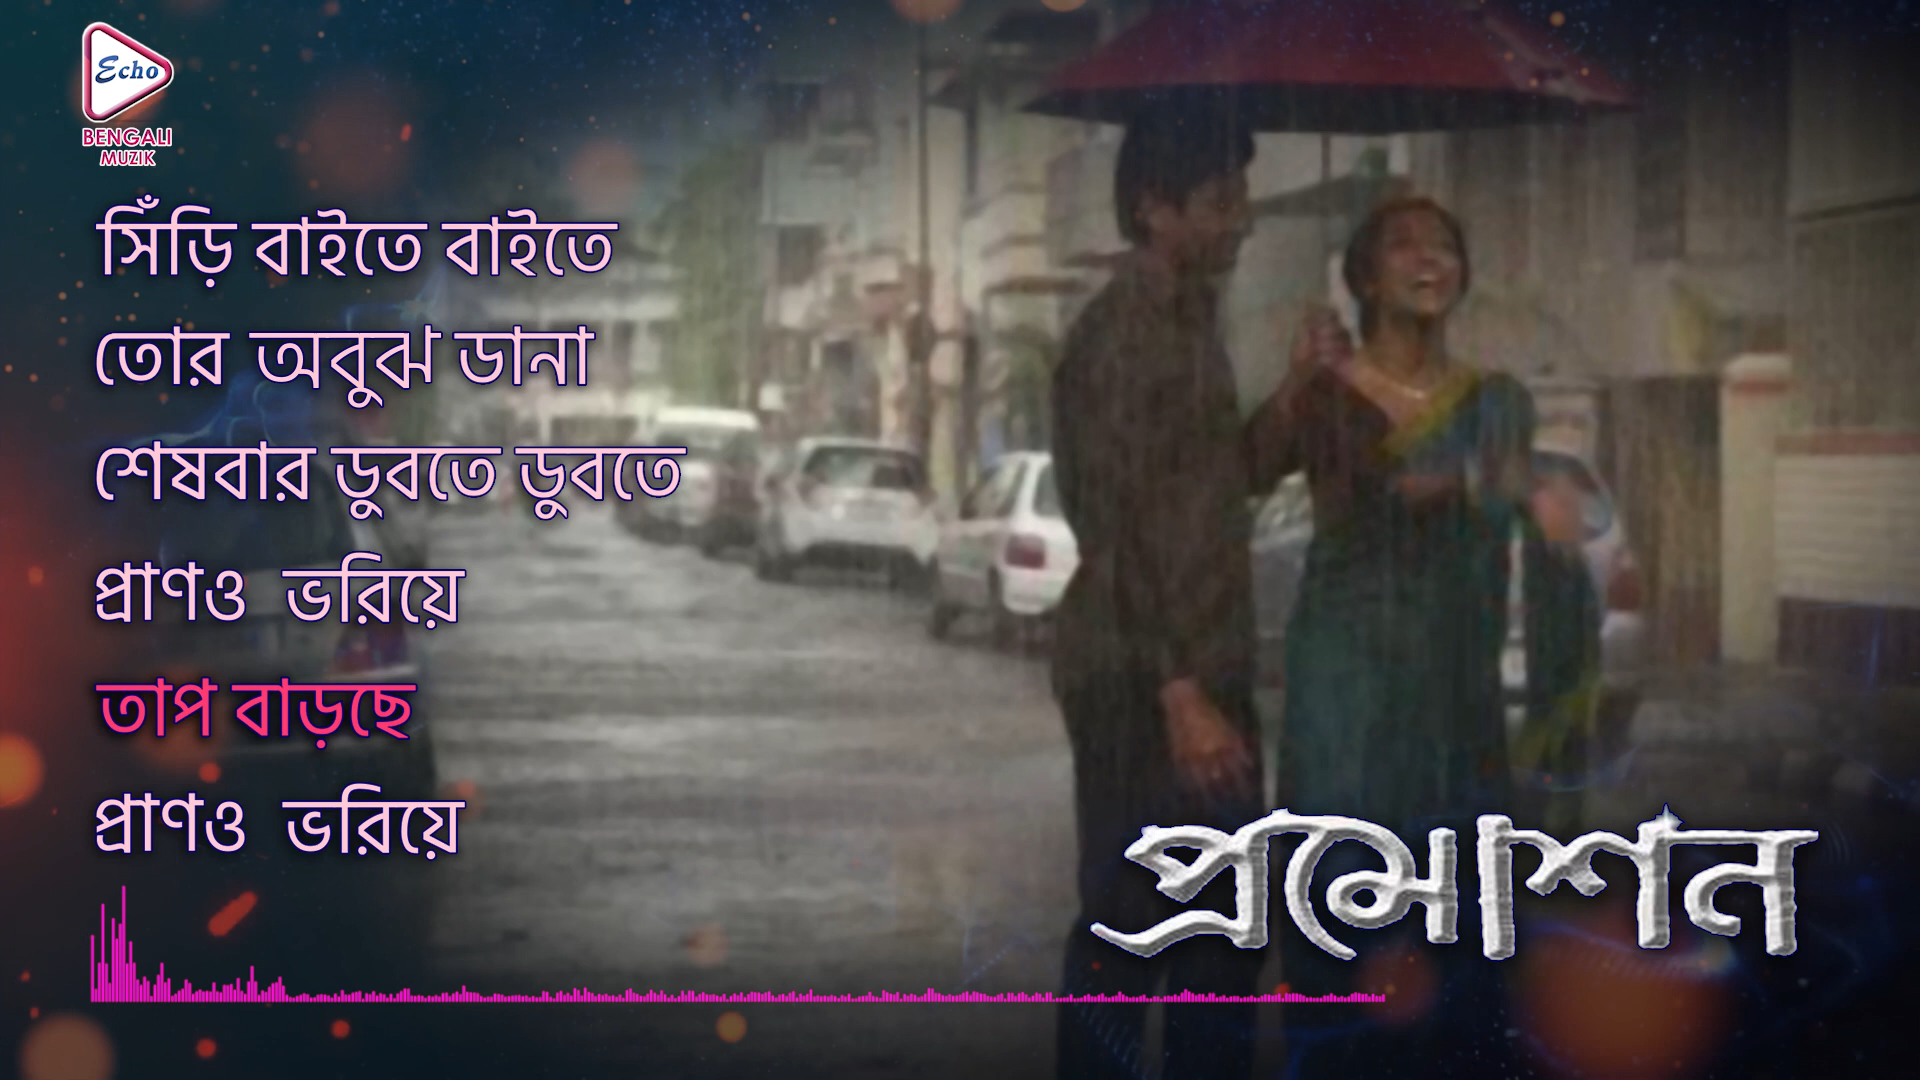 Echo
BENGALI
MUZIK
সিঁড়ি বাইতে বাইতে
তোর অবুঝ ডানা
শেষবার ডুবতে ডুবতে
প্রাণও ভরিয়ে
তাপ বাড়ছে
প্রাণও ভরিয়ে
প্রমোশন